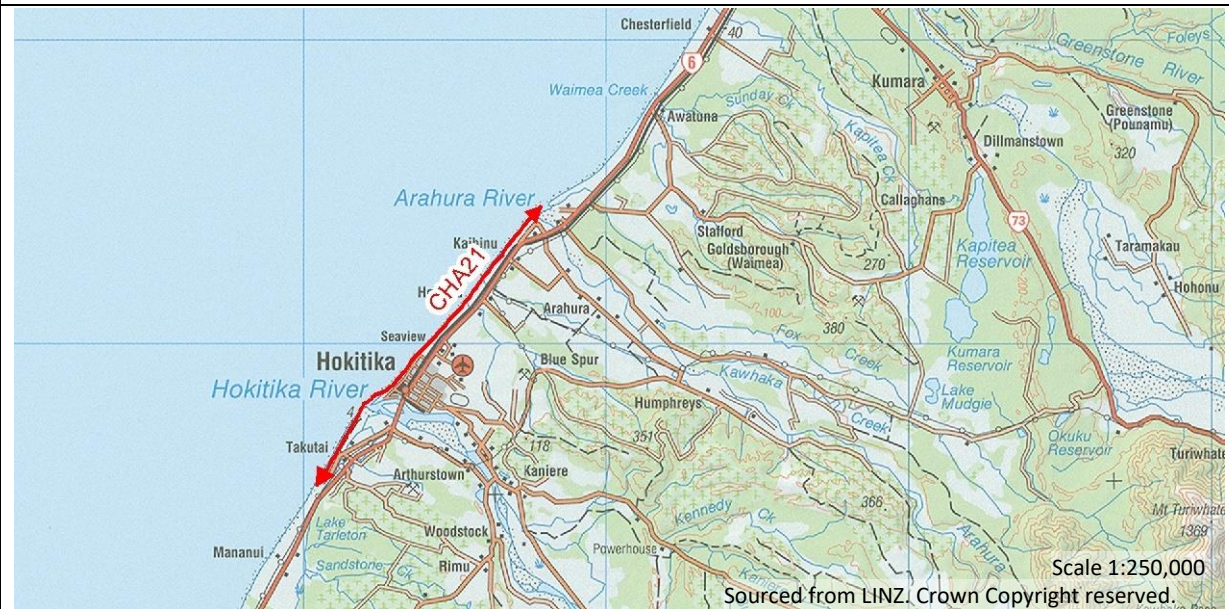 Chesterfield
40
6
Greenstone River
Foleys
Kumara
Waimea Creek
Sunday Ck
Awatuna
Kapitea Ck
Greenstone
(Pounamu)
Dillmanstown
320
Arahura River
Callaghans
73
Stafford
Goldsborough
(Waimea)
Kapitea
Reservoir
Taramakau
Kaihinu
270
Hohonu
CHA21
Arahura
100
Fox
Creek
380
Seaview
Hokitika
Blue Spur
Kawhaka
Creek
Kumara
Reservoir
Hokitika River
Lake
Mudgie
Humphreys
4
Takutai
118
351
Okuku
Reservoir
Arthurstown
Kaniere
366
Kennedy Ck
Mt Turiwhate
1369
Lake
Tarleton
Woodstock
Arahura
Mananui
Sandstone Ck
Rimu
Powerhouse
Scale 1:250,000
Sourced from LINZ. Crown Copyright reserved.